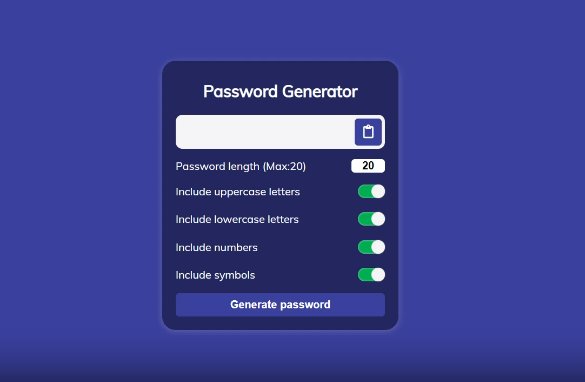 Password Generator
Password length (Max:20) 20
Include uppercase letters
Include lowercase letters
Include numbers
Include symbols
Generate password